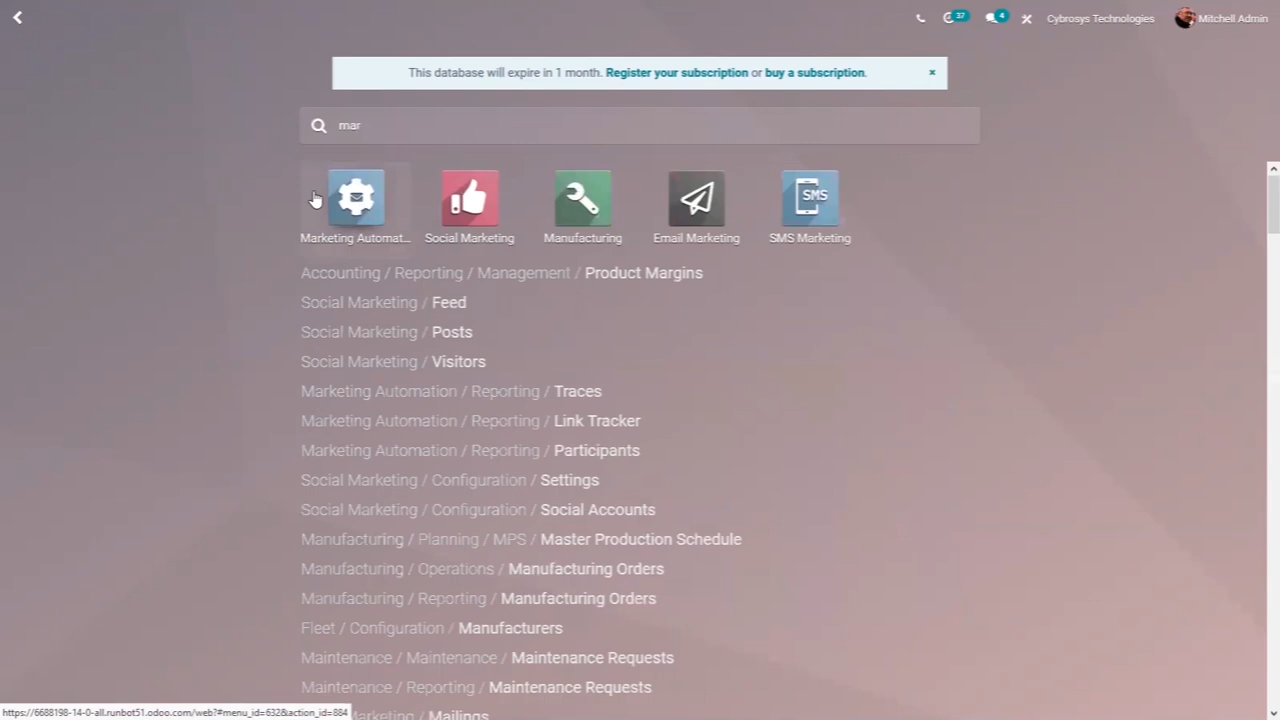 37 4 Cybrosys Technologies Mitchell Admin
This database will expire in 1 month. Register your subscription or buy a subscription. ×
mar
SMS
Marketing Automat... Social Marketing Manufacturing Email Marketing SMS Marketing
Accounting / Reporting / Management / Product Margins
Social Marketing / Feed
Social Marketing / Posts
Social Marketing / Visitors
Marketing Automation / Reporting / Traces
Marketing Automation / Reporting / Link Tracker
Marketing Automation / Reporting / Participants
Social Marketing / Configuration / Settings
Social Marketing / Configuration / Social Accounts
Manufacturing / Planning / MPS / Master Production Schedule
Manufacturing / Operations / Manufacturing Orders
Manufacturing / Reporting / Manufacturing Orders
Fleet / Configuration / Manufacturers
Maintenance / Maintenance / Maintenance Requests
Maintenance / Reporting / Maintenance Requests
https://6688198-14-0-all.runbot51.odoo.com/web?#menu_id=632&action_id=884 Marketing / Mailings